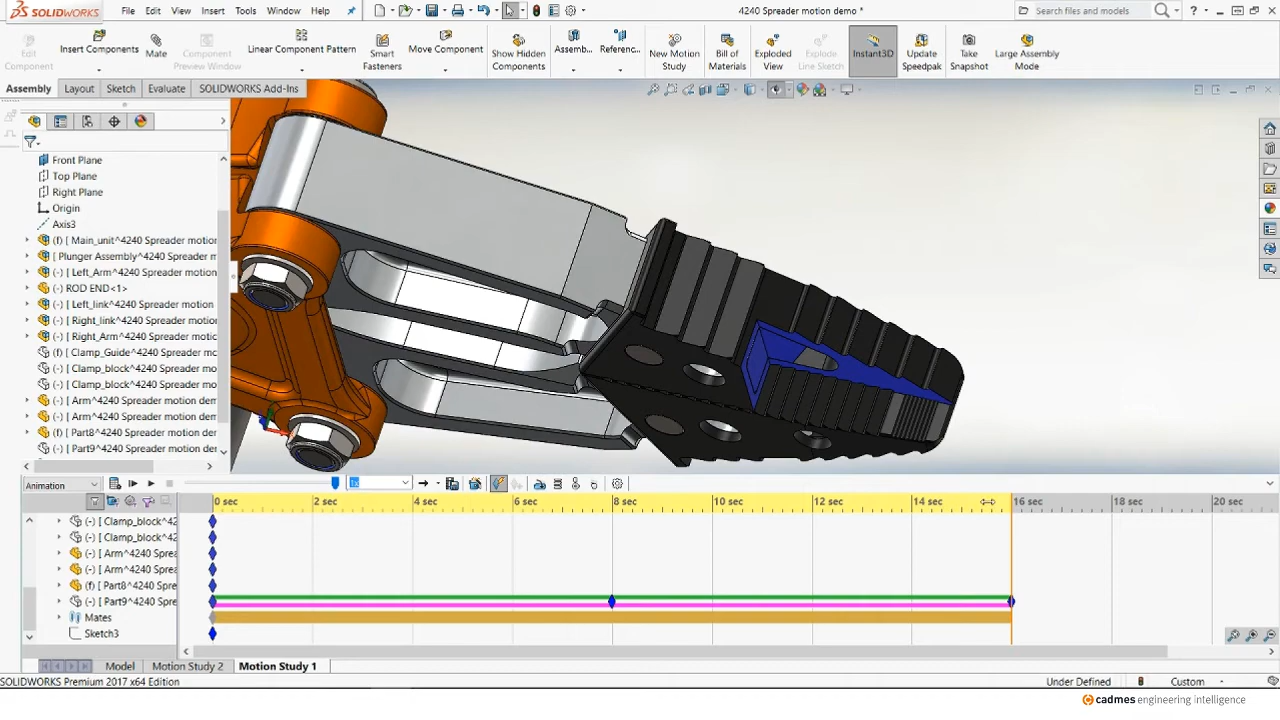 SOLIDWORKS File Edit View Insert Tools Window Help 4240 Spreader motion demo * Search files and models ?
Edit Component
Insert Components
Mate
Component Preview Window
Linear Component Pattern
Smart Fasteners
Move Component
Show Hidden Components
Assemb...
Referenc...
New Motion Study
Bill of Materials
Exploded View
Explode Line Sketch
Instant3D
Update Speedpak
Take Snapshot
Large Assembly Mode
Assembly Layout Sketch Evaluate SOLIDWORKS Add-Ins
Front Plane
Top Plane
Right Plane
Origin
Axis3
(f) [ Main_unit^4240 Spreader motion
[ Plunger Assembly^4240 Spreader m
(-) [ Left_Arm^4240 Spreader motion
(-) ROD END<1>
(-) [ Left_link^4240 Spreader motion
(-) [ Right_link^4240 Spreader motio
(-) [ Right_Arm^4240 Spreader motio
(f) [ Clamp_Guide^4240 Spreader mo
(-) [ Clamp_block^4240 Spreader mo
(-) [ Clamp_block^4240 Spreader mo
(-) [ Arm^4240 Spreader motion dem
(-) [ Arm^4240 Spreader motion dem
(f) [ Part8^4240 Spreader motion der
(-) [ Part9^4240 Spreader motion de
Animation 1x
0 sec 2 sec 4 sec 6 sec 8 sec 10 sec 12 sec 14 sec 16 sec 18 sec 20 sec
(-) [ Clamp_block^42
(-) [ Clamp_block^42
(-) [ Arm^4240 Sprea
(-) [ Arm^4240 Sprea
(f) [ Part8^4240 Spre
(-) [ Part9^4240 Spre
Mates
Sketch3
Model Motion Study 2 Motion Study 1
SOLIDWORKS Premium 2017 x64 Edition Under Defined Custom
cadmes engineering intelligence